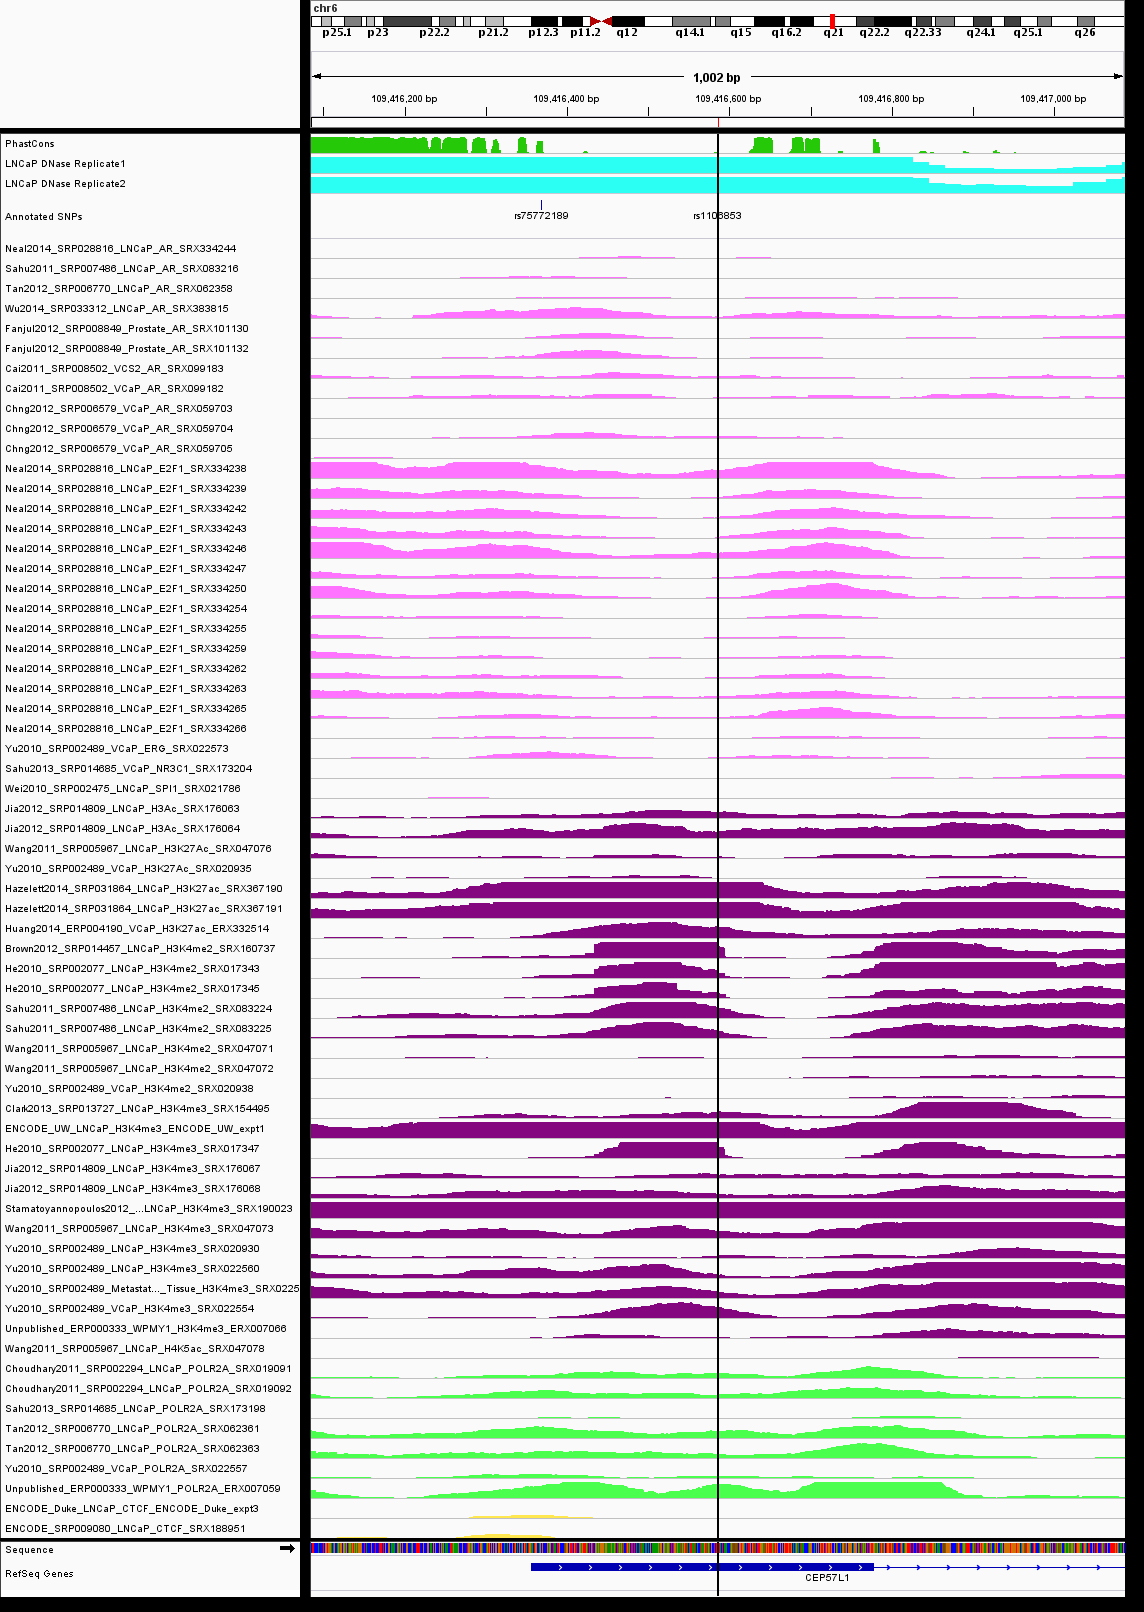 chr6
p25.1 p23 p22.2 p21.2 p12.3 p11.2 q12 q14.1 q15 q16.2 q21 q22.2 q22.33 q24.1 q25.1 q26
1,002 bp
109,416,200 bp 109,416,400 bp 109,416,600 bp 109,416,800 bp 109,417,000 bp
PhastCons
LNCaP DNase Replicate1
LNCaP DNase Replicate2
Annotated SNPs
rs75772189
Neal2014_SRP028816_LNCaP_AR_SRX334244
Sahu2011_SRP007486_LNCaP_AR_SRX083216
Tan2012_SRP006770_LNCaP_AR_SRX062358
Wu2014_SRP033312_LNCaP_AR_SRX383815
Fanjul2012_SRP008849_Prostate_AR_SRX101130
Fanjul2012_SRP008849_Prostate_AR_SRX101132
Cai2011_SRP008502_VCS2_AR_SRX099183
Cai2011_SRP008502_VCaP_AR_SRX099182
Chng2012_SRP006579_VCaP_AR_SRX059703
Chng2012_SRP006579_VCaP_AR_SRX059704
Chng2012_SRP006579_VCaP_AR_SRX059705
Neal2014_SRP028816_LNCaP_E2F1_SRX334238
Neal2014_SRP028816_LNCaP_E2F1_SRX334239
Neal2014_SRP028816_LNCaP_E2F1_SRX334242
Neal2014_SRP028816_LNCaP_E2F1_SRX334243
Neal2014_SRP028816_LNCaP_E2F1_SRX334246
Neal2014_SRP028816_LNCaP_E2F1_SRX334247
Neal2014_SRP028816_LNCaP_E2F1_SRX334250
Neal2014_SRP028816_LNCaP_E2F1_SRX334254
Neal2014_SRP028816_LNCaP_E2F1_SRX334255
Neal2014_SRP028816_LNCaP_E2F1_SRX334259
Neal2014_SRP028816_LNCaP_E2F1_SRX334262
Neal2014_SRP028816_LNCaP_E2F1_SRX334263
Neal2014_SRP028816_LNCaP_E2F1_SRX334265
Neal2014_SRP028816_LNCaP_E2F1_SRX334266
Yu2010_SRP002489_VCaP_ERG_SRX022573
Sahu2013_SRP014685_VCaP_NR3C1_SRX173204
Wei2010_SRP002475_LNCaP_SPI1_SRX021786
Jia2012_SRP014809_LNCaP_H3Ac_SRX176063
Jia2012_SRP014809_LNCaP_H3Ac_SRX176064
Wang2011_SRP005967_LNCaP_H3K27Ac_SRX047076
Yu2010_SRP002489_VCaP_H3K27Ac_SRX020935
Hazelett2014_SRP031864_LNCaP_H3K27ac_SRX367190
Hazelett2014_SRP031864_LNCaP_H3K27ac_SRX367191
Huang2014_ERP004190_VCaP_H3K27ac_ERX332514
Brown2012_SRP014457_LNCaP_H3K4me2_SRX160737
He2010_SRP002077_LNCaP_H3K4me2_SRX017343
He2010_SRP002077_LNCaP_H3K4me2_SRX017345
Sahu2011_SRP007486_LNCaP_H3K4me2_SRX083224
Sahu2011_SRP007486_LNCaP_H3K4me2_SRX083225
Wang2011_SRP005967_LNCaP_H3K4me2_SRX047071
Wang2011_SRP005967_LNCaP_H3K4me2_SRX047072
Yu2010_SRP002489_VCaP_H3K4me2_SRX020938
Clark2013_SRP013727_LNCaP_H3K4me3_SRX154495
ENCODE_UW_LNCaP_H3K4me3_ENCODE_UW_expt1
He2010_SRP002077_LNCaP_H3K4me3_SRX017347
Jia2012_SRP014809_LNCaP_H3K4me3_SRX176067
Jia2012_SRP014809_LNCaP_H3K4me3_SRX176068
Stamatoyannopoulos2012_...LNCaP_H3K4me3_SRX190023
Wang2011_SRP005967_LNCaP_H3K4me3_SRX047073
Yu2010_SRP002489_LNCaP_H3K4me3_SRX020930
Yu2010_SRP002489_LNCaP_H3K4me3_SRX022560
Yu2010_SRP002489_Metastat..._Tissue_H3K4me3_SRX0225
Yu2010_SRP002489_VCaP_H3K4me3_SRX022554
Unpublished_ERP000333_WPMY1_H3K4me3_ERX007066
Wang2011_SRP005967_LNCaP_H4K5ac_SRX047078
Choudhary2011_SRP002294_LNCaP_POLR2A_SRX019091
Choudhary2011_SRP002294_LNCaP_POLR2A_SRX019092
Sahu2013_SRP014685_LNCaP_POLR2A_SRX173198
Tan2012_SRP006770_LNCaP_POLR2A_SRX062361
Tan2012_SRP006770_LNCaP_POLR2A_SRX062363
Yu2010_SRP002489_VCaP_POLR2A_SRX022557
Unpublished_ERP000333_WPMY1_POLR2A_ERX007059
ENCODE_Duke_LNCaP_CTCF_ENCODE_Duke_expt3
ENCODE_SRP009080_LNCaP_CTCF_SRX188951
Sequence
RefSeq Genes
CEP57L1